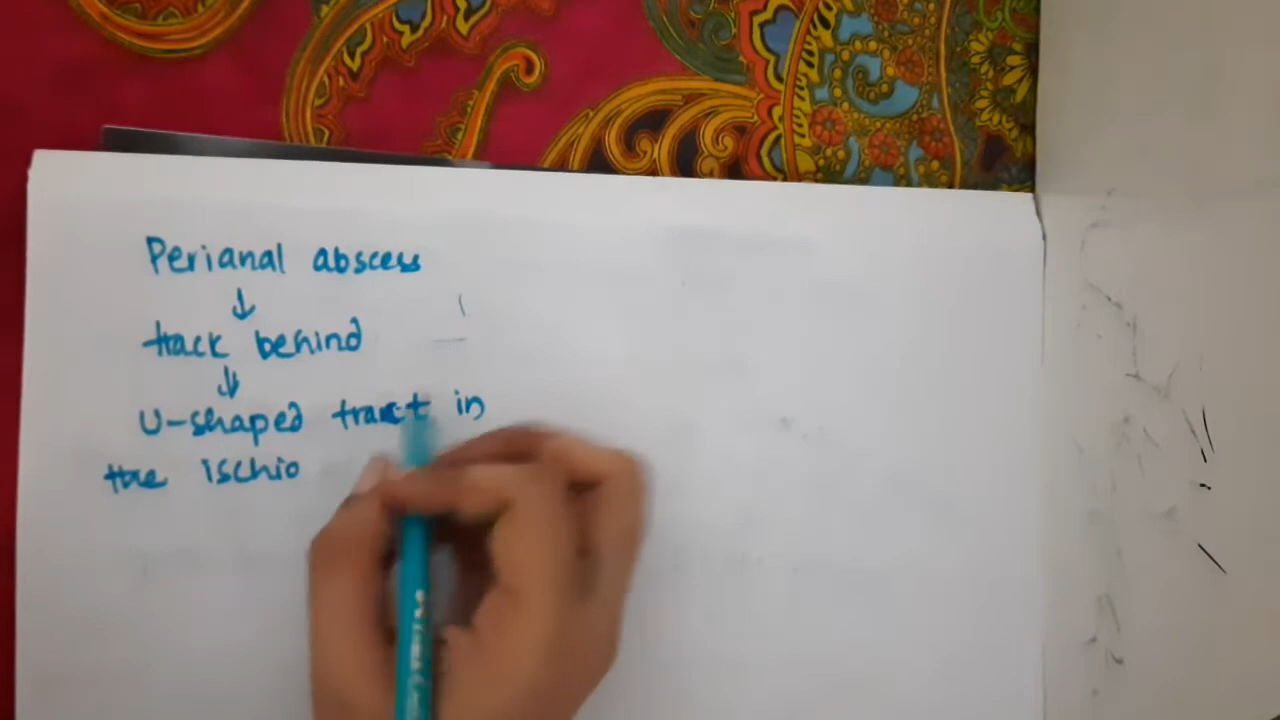 Perianal abscess
↓
track behind
↓
U-shaped tract in
the ischio